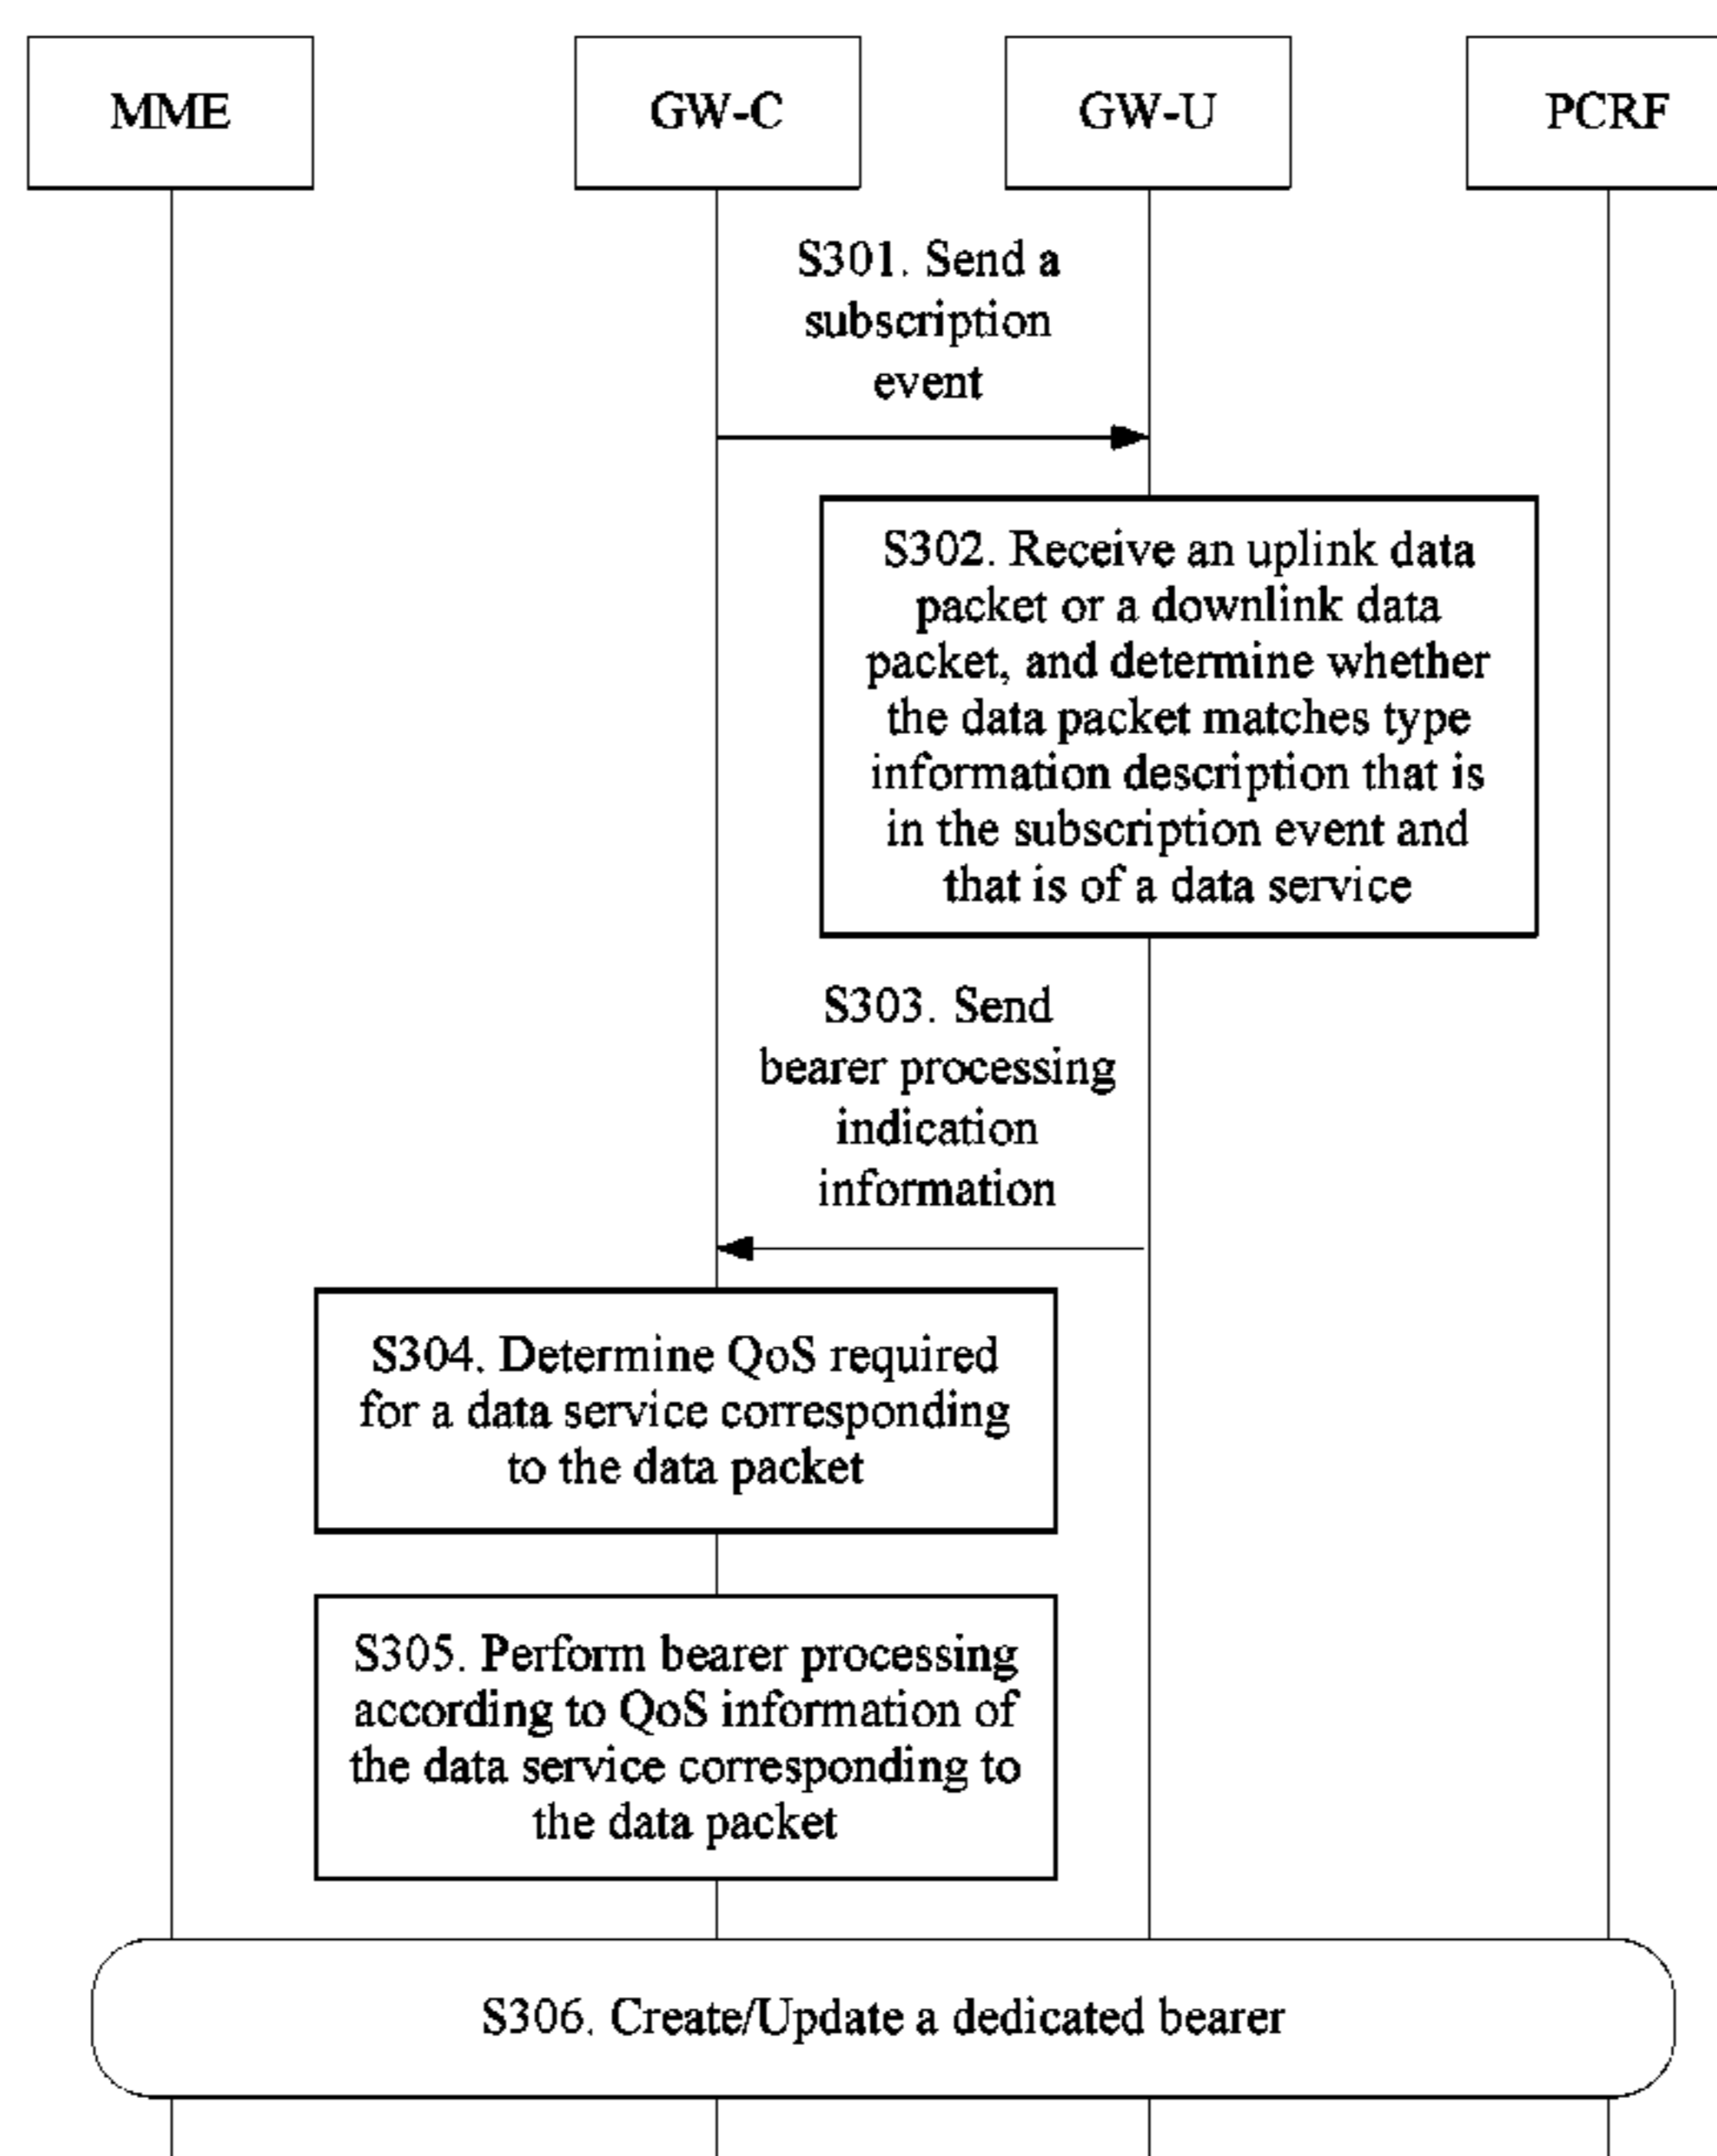 MME
GW-C
GW-U
PCRF
S301. Send a
subscription
event
S302. Receive an uplink data
packet or a downlink data
packet, and determine whether
the data packet matches type
information description that is
in the subscription event and
that is of a data service
S303. Send
bearer processing
indication
information
S304. Determine QoS required
for a data service corresponding
to the data packet
S305. Perform bearer processing
according to QoS information of
the data service corresponding to
the data packet
S306. Create/Update a dedicated bearer